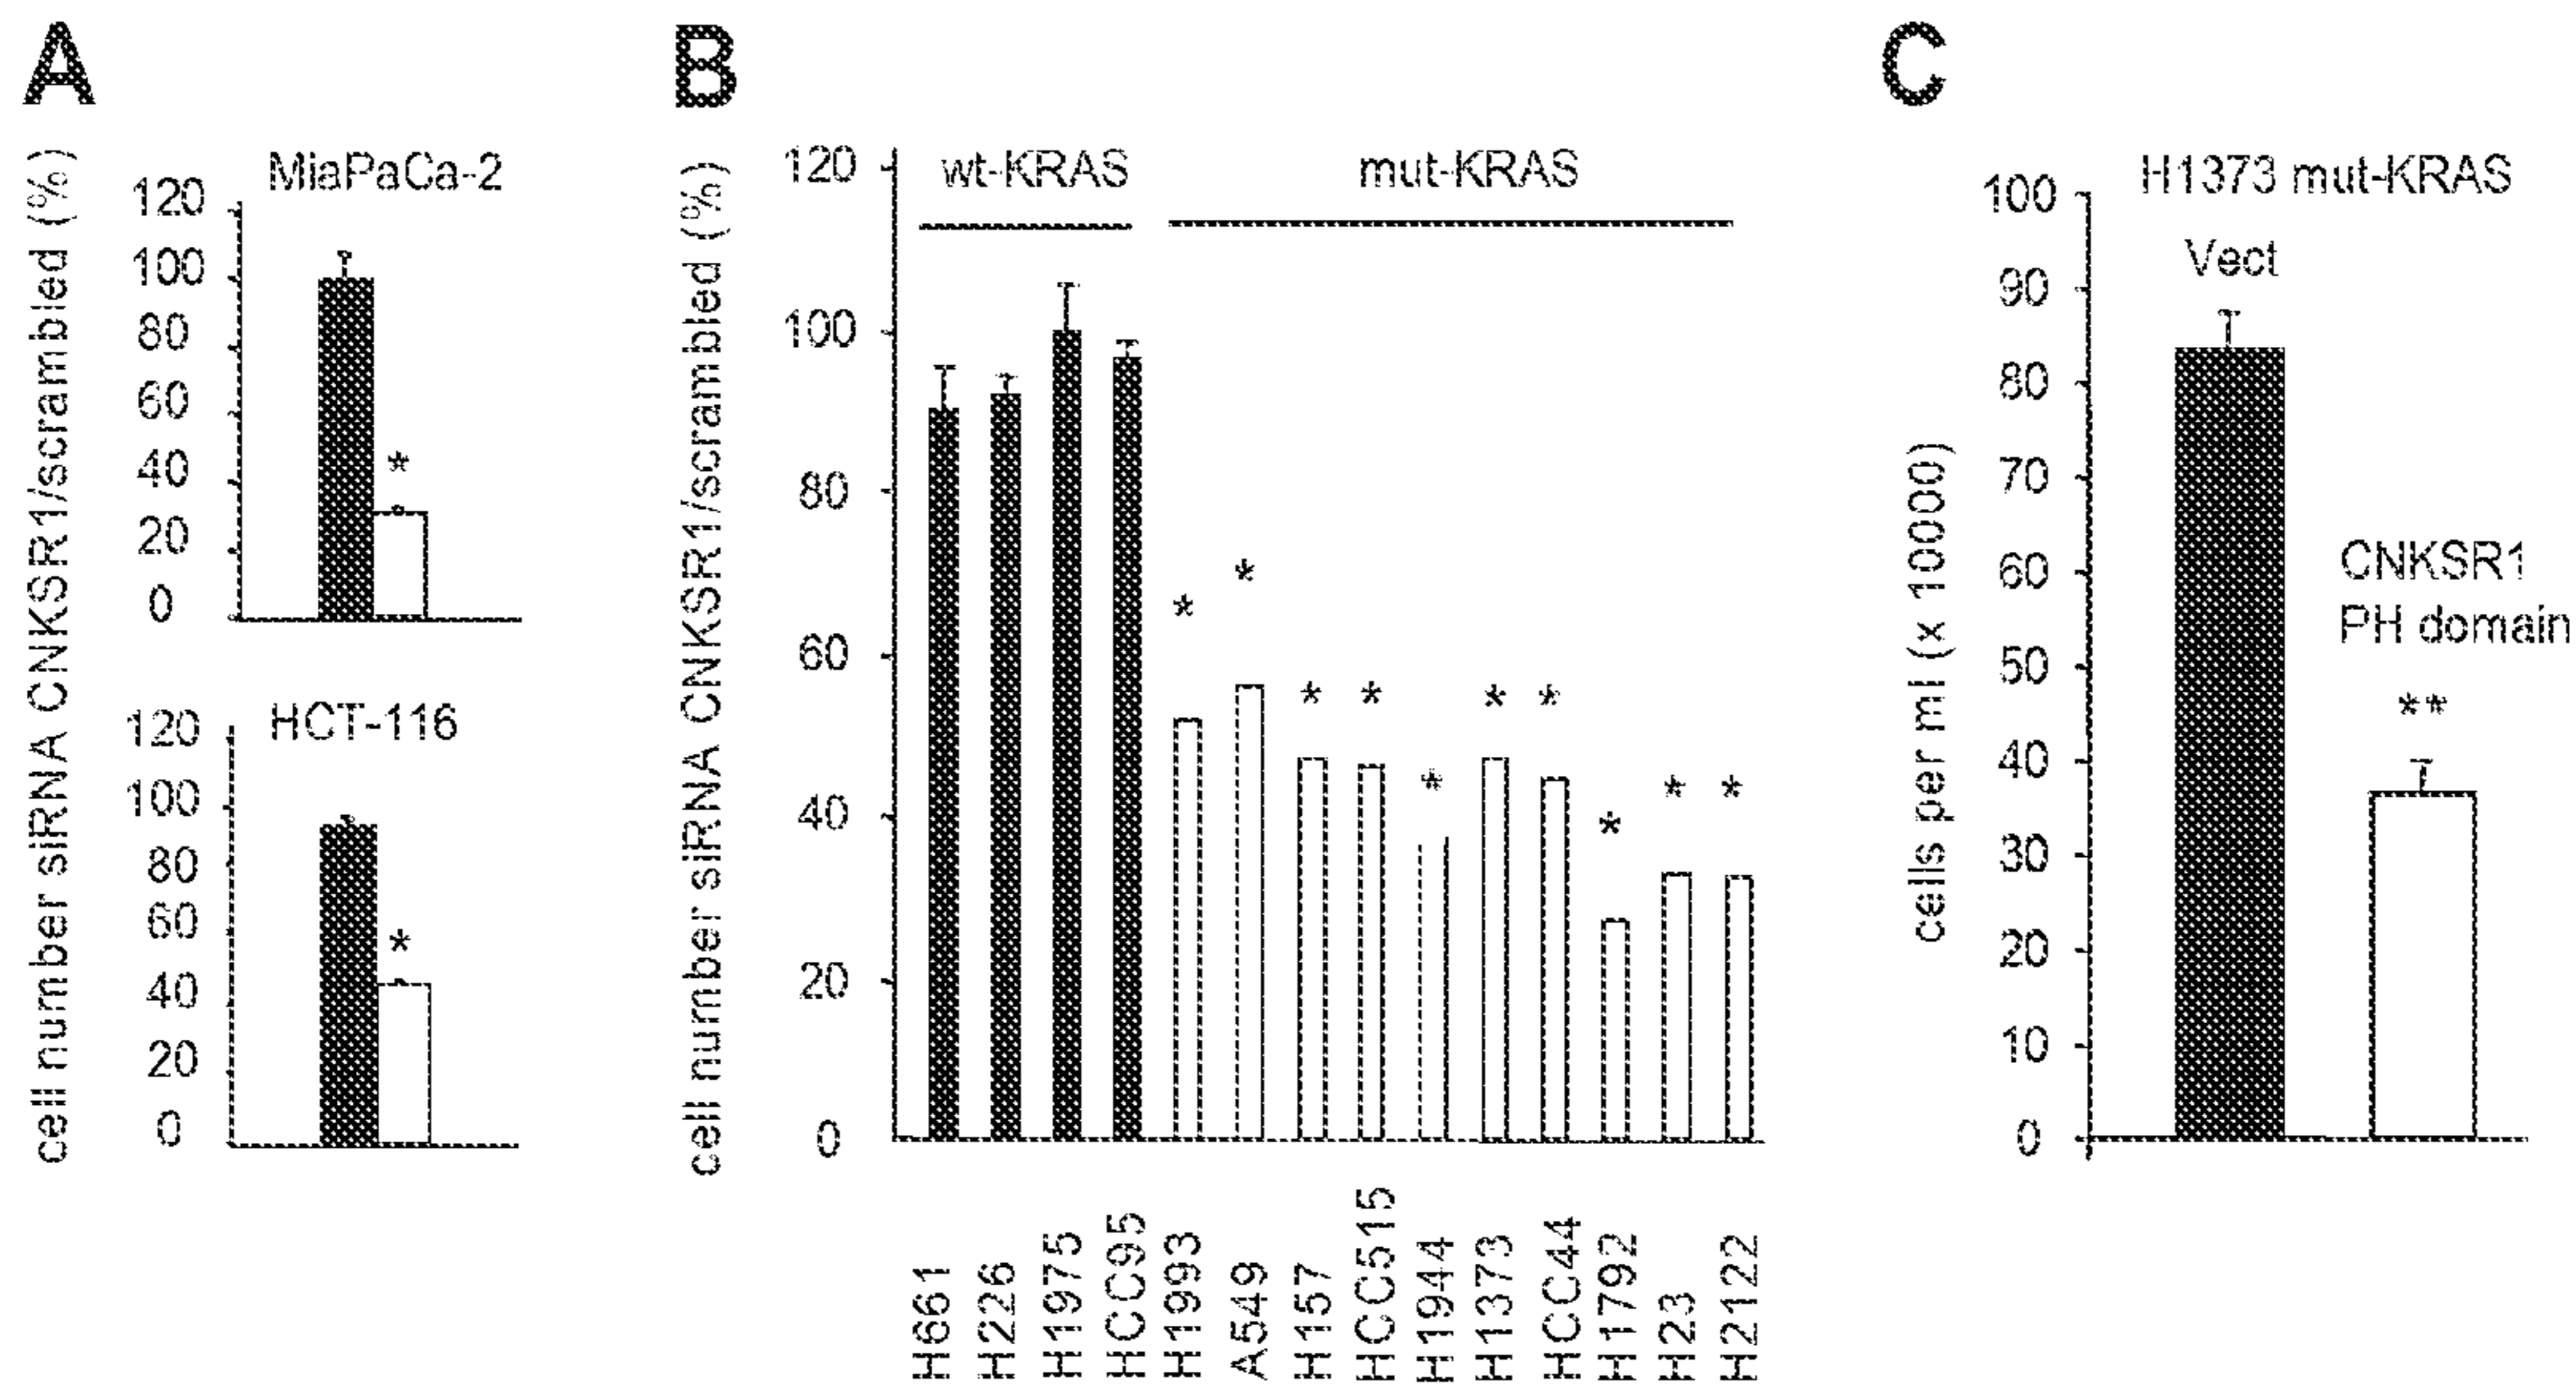 A
cell number siRNA CNKSR1/scrambled (%)
MiaPaCa-2
120
100
80
60
40
20
0
*
HCT-116
120
100
80
60
40
20
0
*
B
cell number siRNA CNKSR1/scrambled (%)
120
100
80
60
40
20
0
wt-KRAS
mut-KRAS
* * * * * * * * * *
H661
H226
H1975
HCC95
H1993
A549
H157
HCC515
H1944
H1373
HCC44
H1792
H23
H2122
C
cells per ml (x 10000)
H1373 mut-KRAS
100
90
80
70
60
50
40
30
20
10
0
Vect
CNKSR1
PH domain
**